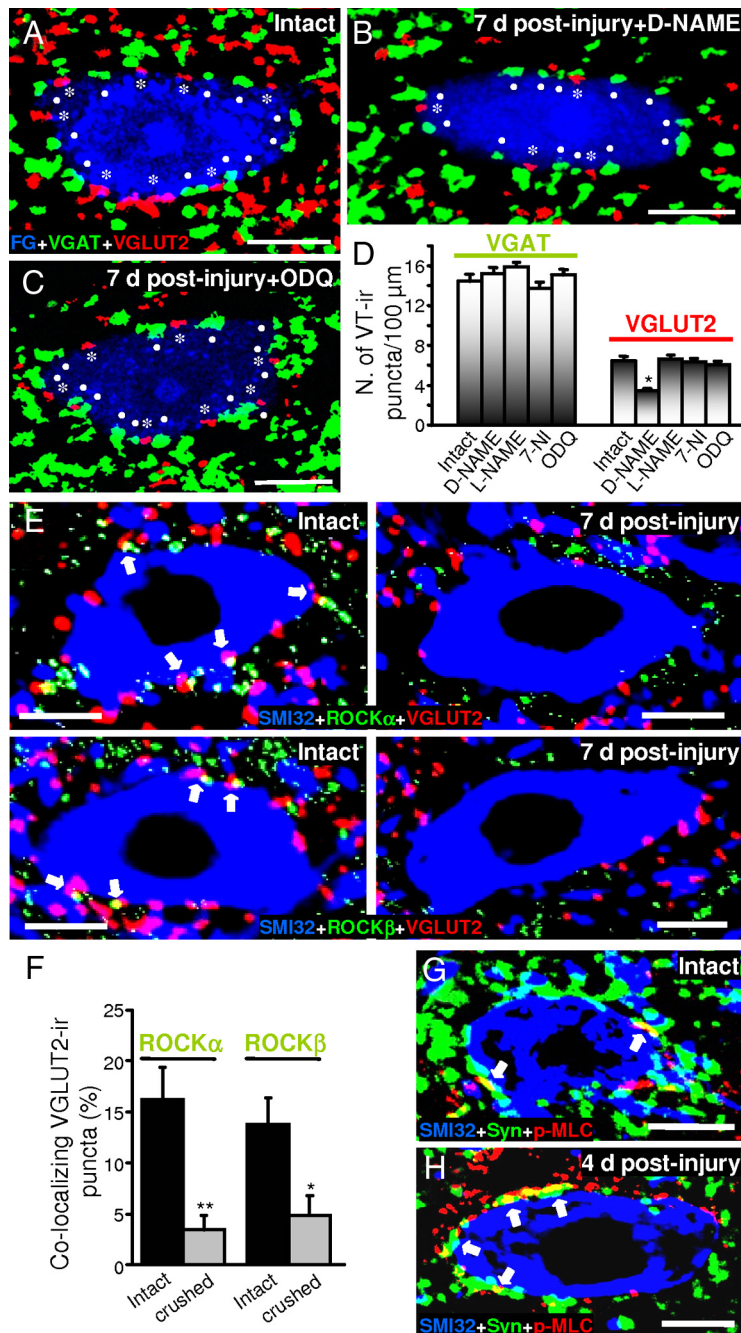 A
Intact
FG+VGAT+VGLUT2
B
7 d post-injury+D-NAME
C
7 d post-injury+ODQ
D
VGAT
VGLUT2
N. of VT-ir
puncta/100 µm
16
12
8
4
0
Intact
D-NAME
L-NAME
7-NI
ODQ
*
Intact
D-NAME
L-NAME
7-NI
ODQ
E
Intact
7 d post-injury
SMI32+ROCKα+VGLUT2
Intact
7 d post-injury
SMI32+ROCKβ+VGLUT2
F
Co-localizing VGLUT2-ir
puncta (%)
25
20
15
10
5
0
ROCKα
ROCKβ
**
*
Intact
crushed
Intact
crushed
G
Intact
SMI32+Syn+p-MLC
H
4 d post-injury
SMI32+Syn+p-MLC